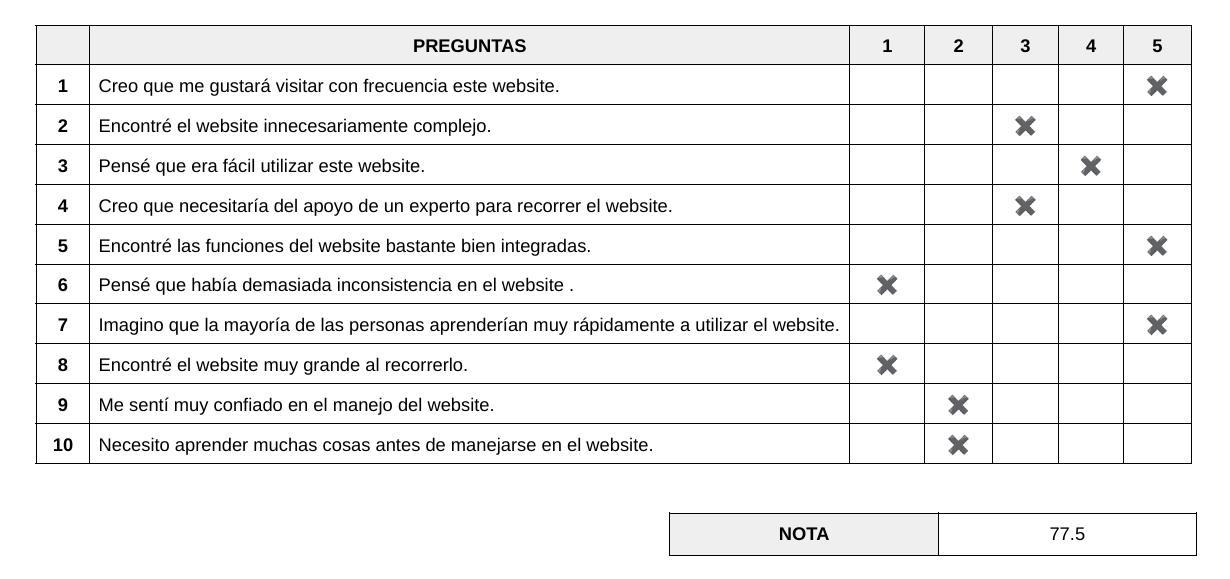 PREGUNTAS 1 2 3 4 5
1 Creo que me gustará visitar con frecuencia este website. ✖
2 Encontré el website innecesariamente complejo. ✖
3 Pensé que era fácil utilizar este website. ✖
4 Creo que necesitaría del apoyo de un experto para recorrer el website. ✖
5 Encontré las funciones del website bastante bien integradas. ✖
6 Pensé que había demasiada inconsistencia en el website . ✖
7 Imagino que la mayoría de las personas aprenderían muy rápidamente a utilizar el website. ✖
8 Encontré el website muy grande al recorrerlo. ✖
9 Me sentí muy confiado en el manejo del website. ✖
10 Necesito aprender muchas cosas antes de manejarse en el website. ✖
NOTA 77.5